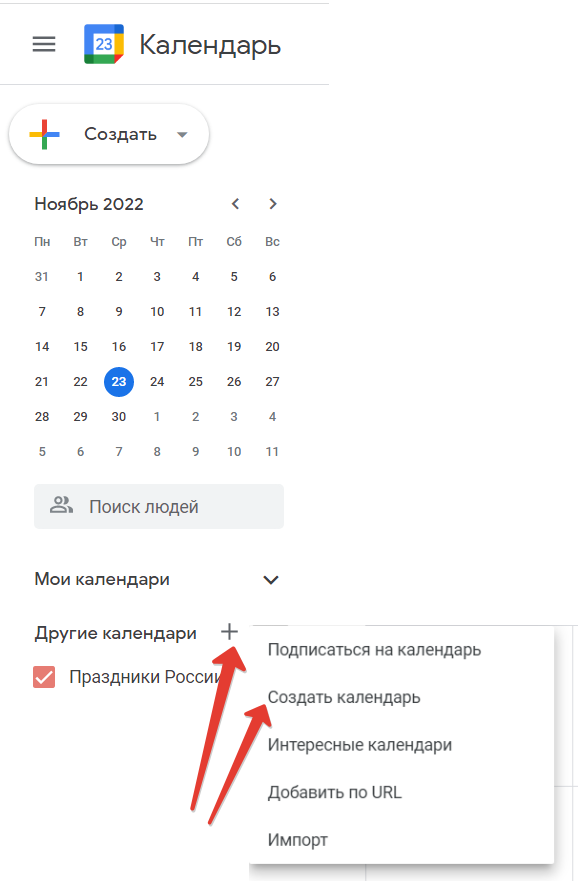 23 Календарь
Создать
Ноябрь 2022
Пн Вт Ср Чт Пт Сб Вс
31 1 2 3 4 5 6
7 8 9 10 11 12 13
14 15 16 17 18 19 20
21 22 23 24 25 26 27
28 29 30 1 2 3 4
5 6 7 8 9 10 11
Поиск людей
Мои календари
Другие календари
Праздники России
Подписаться на календарь
Создать календарь
Интересные календари
Добавить по URL
Импорт